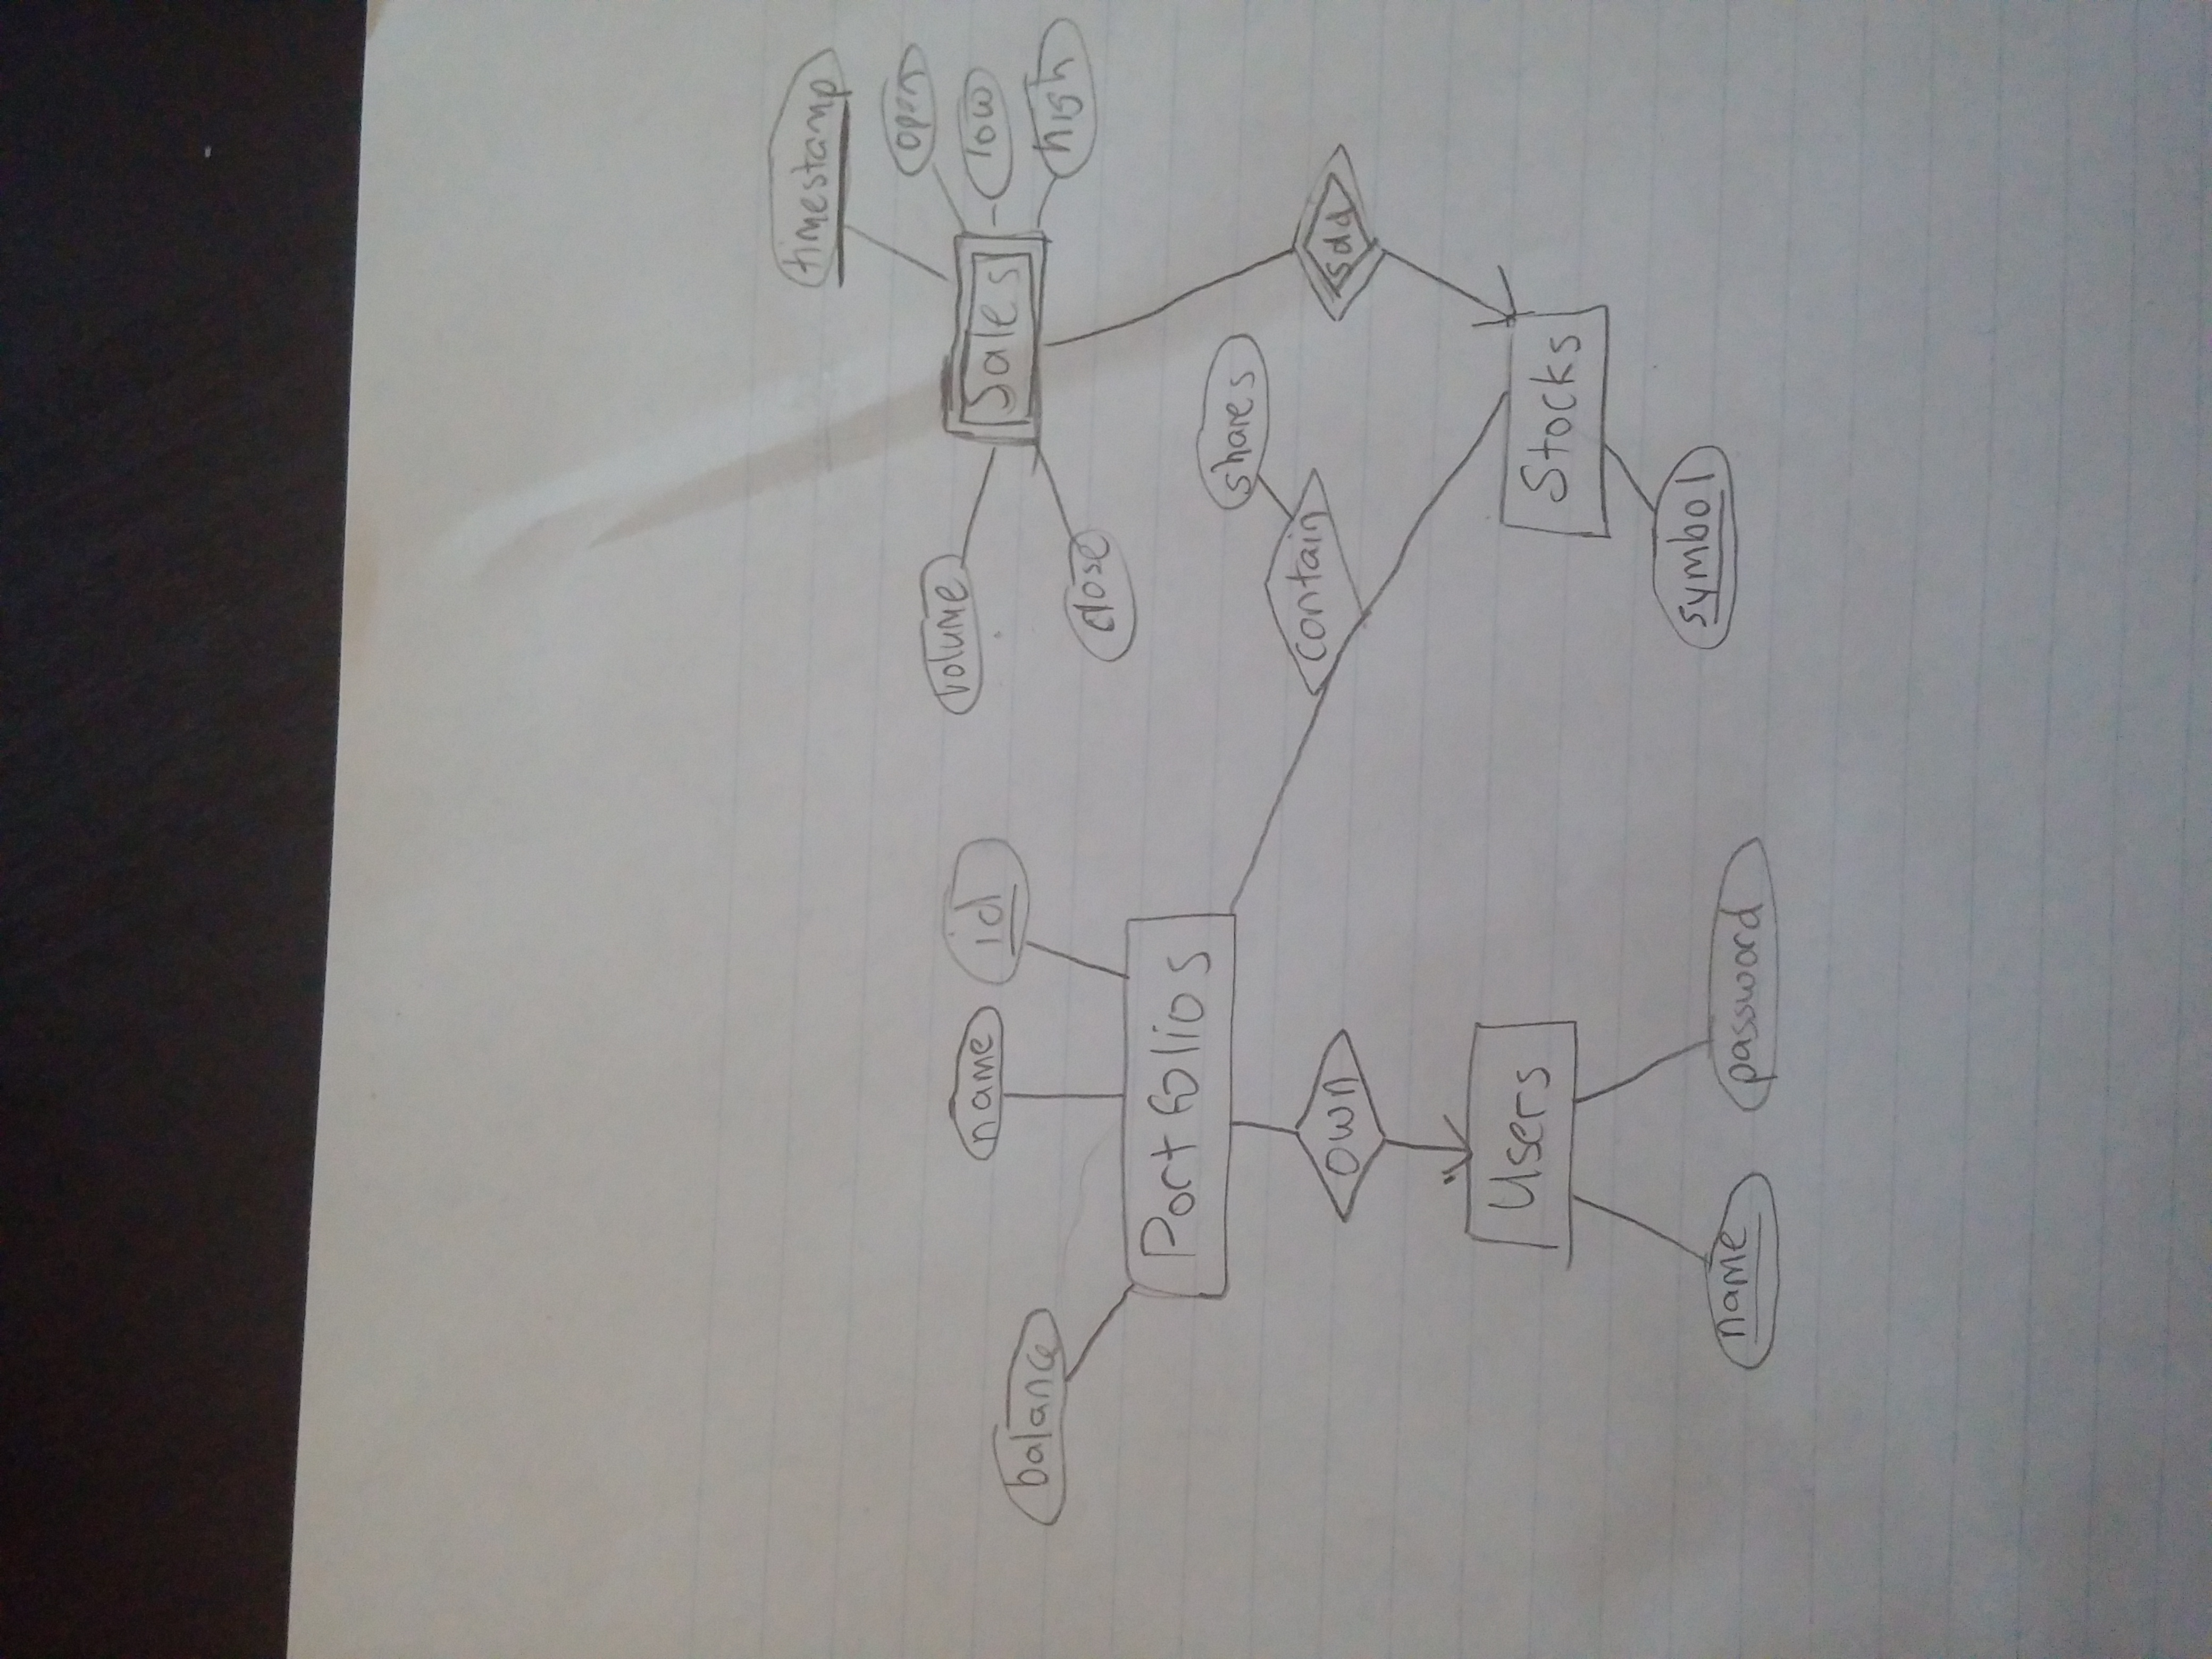 timestamp
open
volume
Sales
low
high
close
name
id
balance
Portfolios
shares
contain
own
Users
Stocks
name
password
symbol